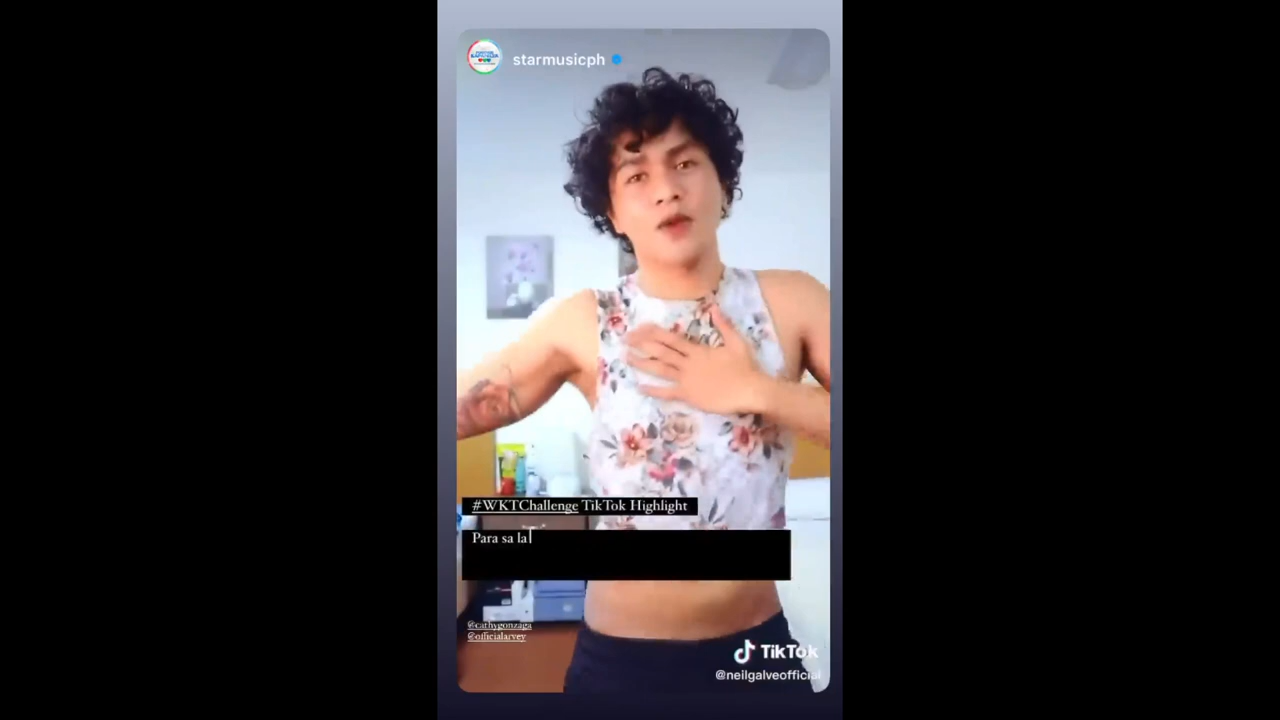 starmusicph
#WKTChallenge TikTok Highlight
Para sa la
@cathygonzaga
@officialarvey
TikTok
@neilgalveofficial